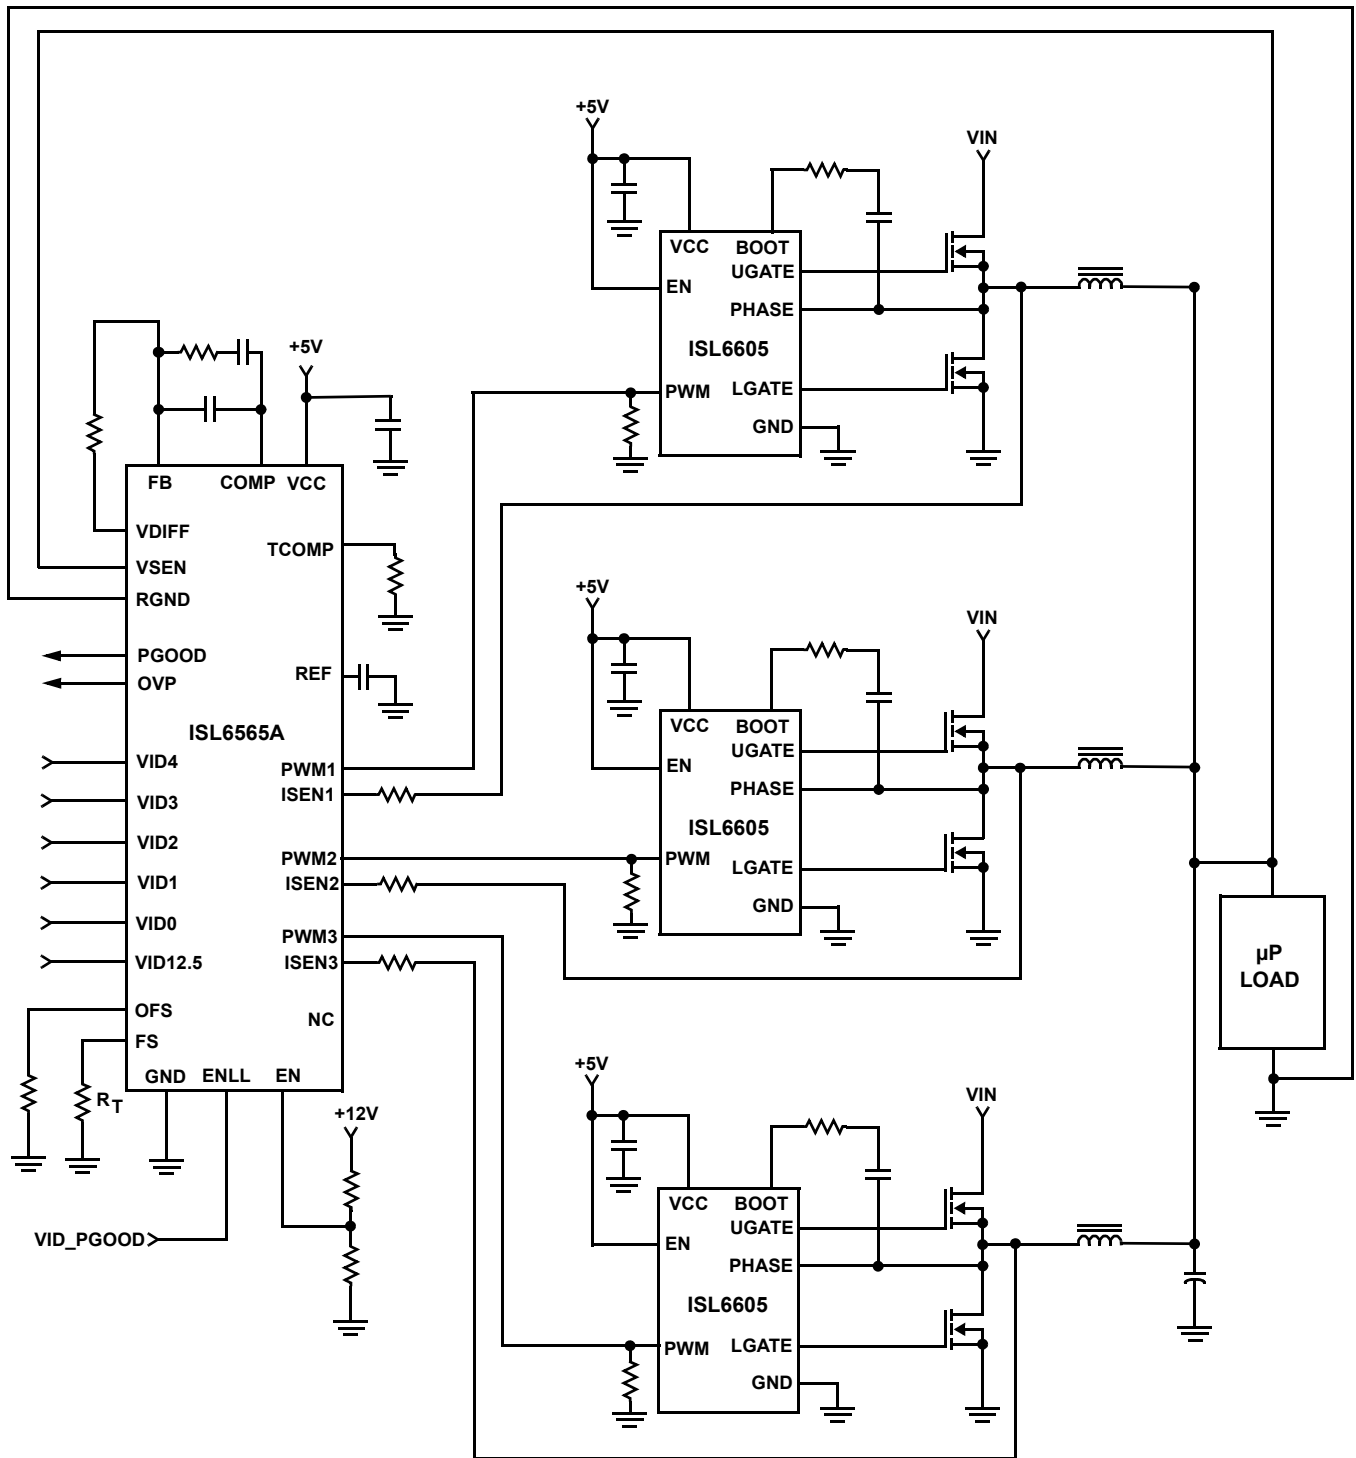 +5V
VIN
VCC
BOOT
UGATE
EN
PHASE
ISL6605
PWM
LGATE
GND
+5V
FB
COMP
VCC
VDIFF
TCOMP
VSEN
RGND
PGOOD
REF
OVP
ISL6565A
VID4
PWM1
VID3
ISEN1
VID2
PWM2
VID1
ISEN2
VID0
PWM3
VID12.5
ISEN3
OFS
NC
FS
GND
ENLL
EN
RT
+12V
VID_PGOOD
+5V
VIN
VCC
BOOT
UGATE
EN
PHASE
ISL6605
PWM
LGATE
GND
µP
LOAD
+5V
VIN
VCC
BOOT
UGATE
EN
PHASE
ISL6605
PWM
LGATE
GND